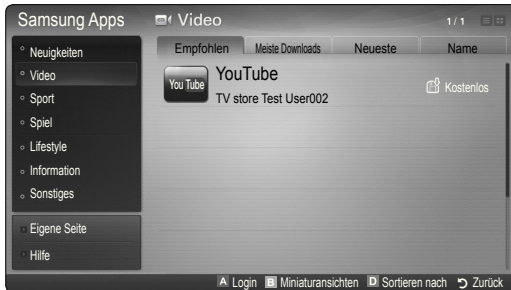 Samsung Apps
Video
1/1
Neuigkeiten
Video
Sport
Spiel
Lifestyle
Information
Sonstiges
Eigene Seite
Hilfe
Empfohlen Meiste Downloads Neueste Name
You Tube
YouTube
TV store Test User002
Kostenlos
A Login B Miniaturansichten D Sortieren nach Zurück